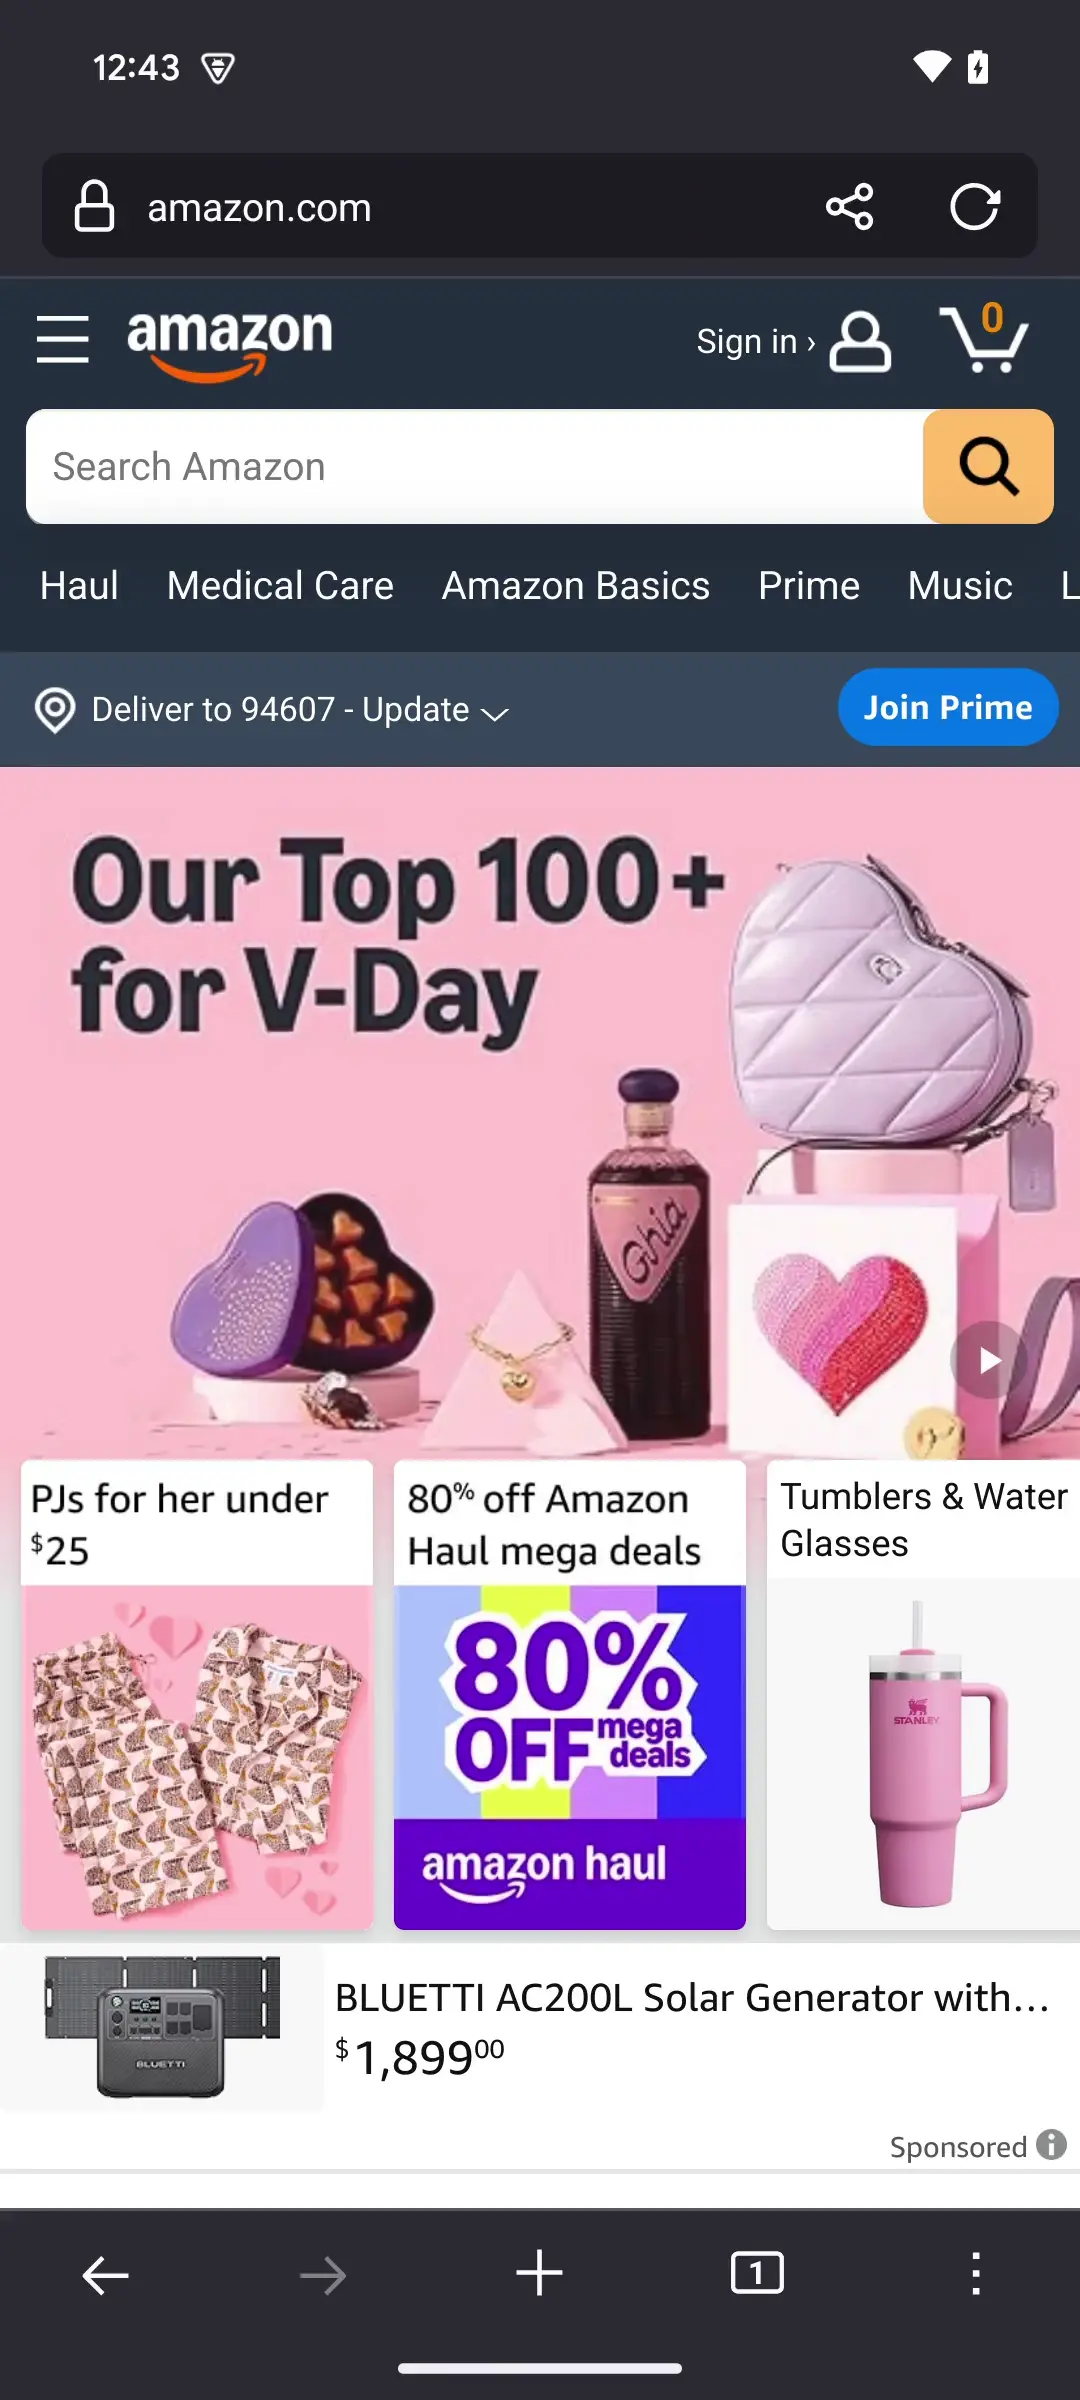 12:43
amazon.com
amazon
Sign in ›
0
Search Amazon
Haul Medical Care Amazon Basics Prime Music L
Deliver to 94607 - Update
Join Prime
Our Top 100+
for V-Day
Ghia
PJs for her under
$25
80% off Amazon
Haul mega deals
80%
OFF mega
deals
amazon haul
Tumblers & Water
Glasses
STANLEY
BLUETTI
BLUETTI AC200L Solar Generator with...
$1,89900
Sponsored
1